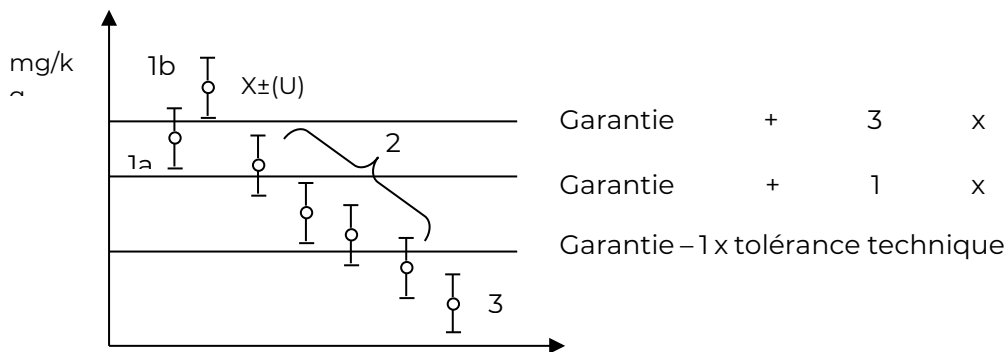 mg/k
1b
X±(U)
Garantie + 3 x
2
1a
Garantie + 1 x
Garantie – 1 x tolérance technique
3